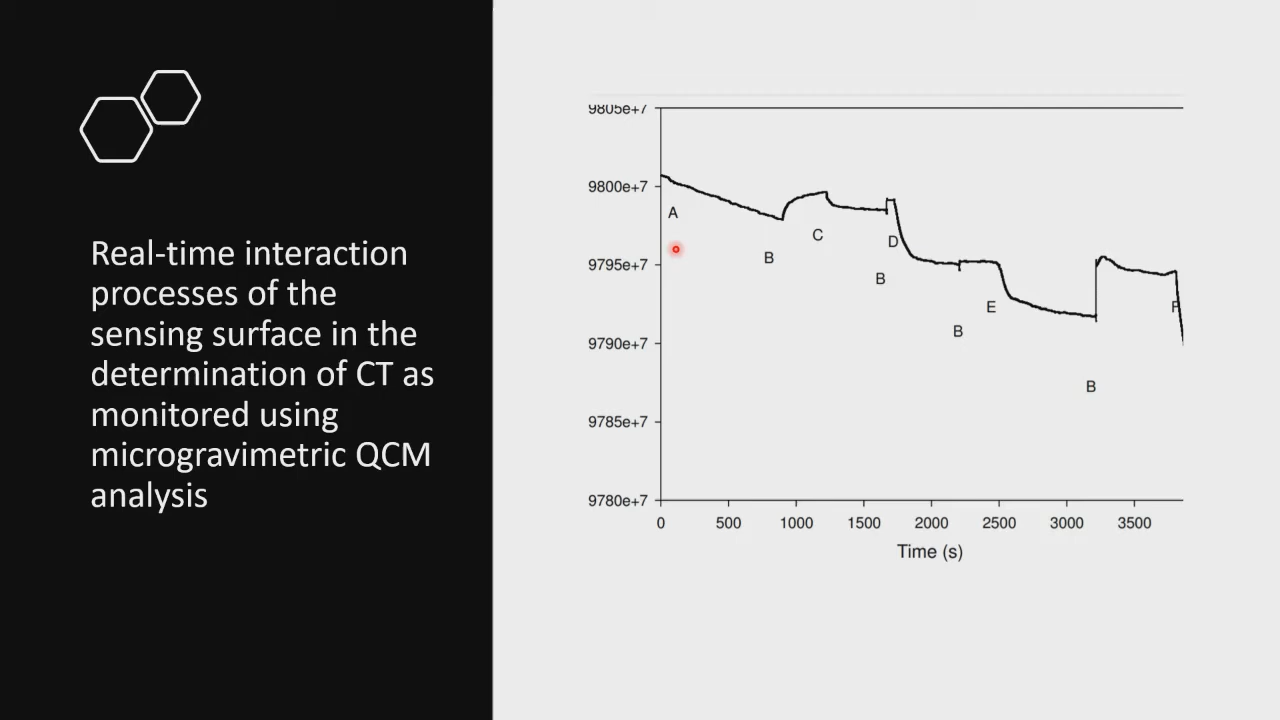 Real-time interaction
processes of the
sensing surface in the
determination of CT as
monitored using
microgravimetric QCM
analysis
9805e+7
9800e+7
9795e+7
9790e+7
9785e+7
9780e+7
A
B
C
B
D
B
E
B
F
0 500 1000 1500 2000 2500 3000 3500
Time (s)